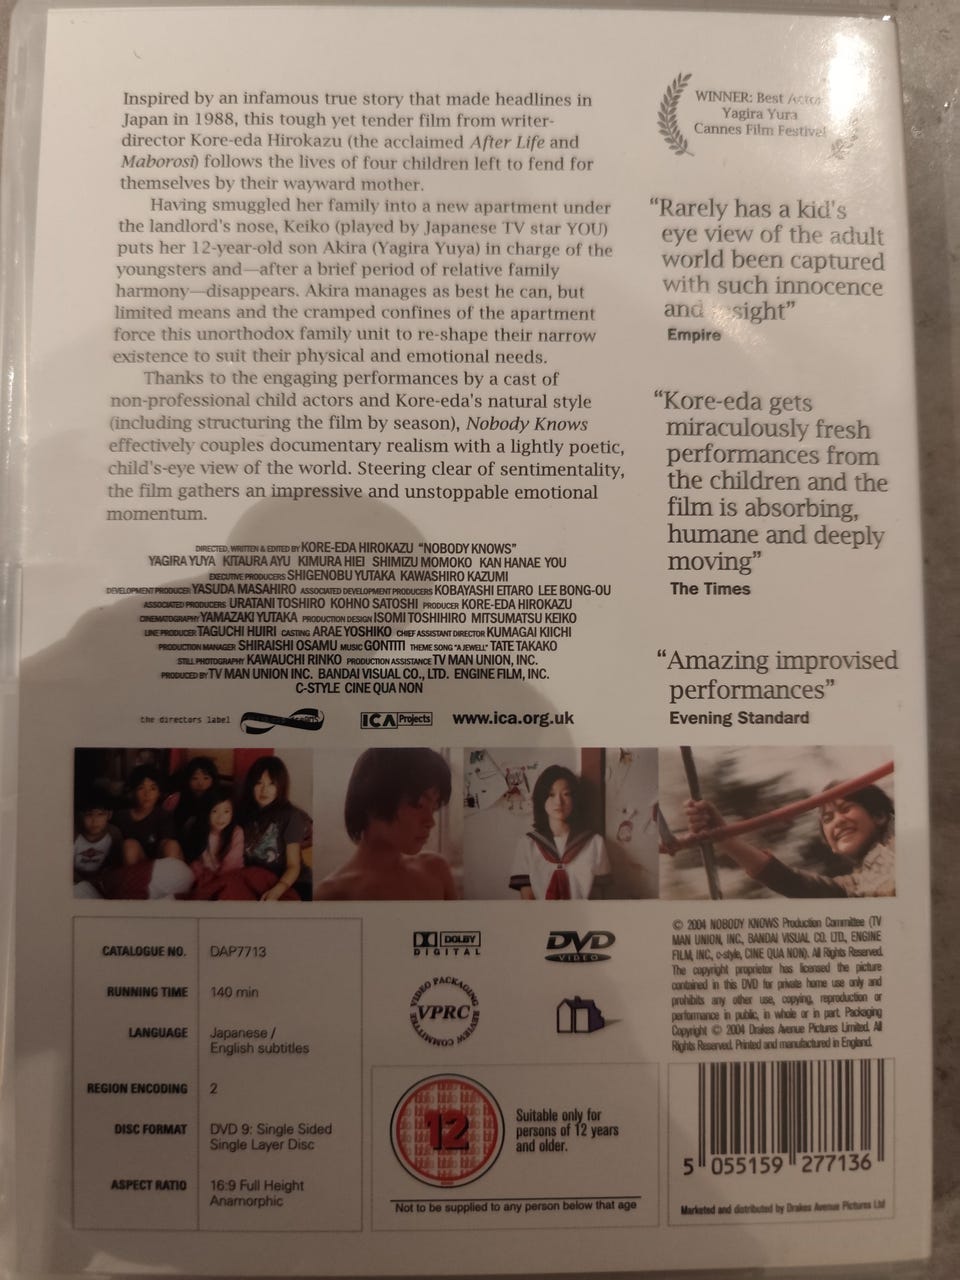 Inspired by an infamous true story that made headlines in
Japan in 1988, this tough yet tender film from writer-
director Kore-eda Hirokazu (the acclaimed After Life and
Maborosi) follows the lives of four children left to fend for
themselves by their wayward mother.
Having smuggled her family into a new apartment under
the landlord's nose, Keiko (played by Japanese TV star YOU)
puts her 12-year-old son Akira (Yagira Yuya) in charge of the
youngsters and—after a brief period of relative family
harmony—disappears. Akira manages as best he can, but
limited means and the cramped confines of the apartment
force this unorthodox family unit to re-shape their narrow
existence to suit their physical and emotional needs.
Thanks to the engaging performances by a cast of
non-professional child actors and Kore-eda's natural style
(including structuring the film by season), Nobody Knows
effectively couples documentary realism with a lightly poetic,
child's-eye view of the world. Steering clear of sentimentality,
the film gathers an impressive and unstoppable emotional
momentum.
WINNER: Best Actor
Yagira Yura
Cannes Film Festival
“Rarely has a kid's
eye view of the adult
world been captured
with such innocence
and
Empire
“Kore-eda gets
miraculously fresh
performances from
the children and the
film is absorbing,
humane and deeply
moving”
The Times
“Amazing improvised
performances”
Evening Standard
DIRECTED, WRITTEN & EDITED BY KORE-EDA HIROKAZU “NOBODY KNOWS”
YAGIRA YUYA KITAURA AYU KIMURA HIEI SHIMIZU MOMOKO KAN HANAE YOU
EXECUTIVE PRODUCERS SHIGENOBU YUTAKA KAWASHIRO KAZUMI
DEVELOPMENT PRODUCER YASUDA MASAHIRO ASSOCIATED DEVELOPMENT PRODUCERS KOBAYASHI EITARO LEE BONG-OU
ASSOCIATED PRODUCERS URATANI TOSHIRO KOHNO SATOSHI PRODUCER KORE-EDA HIROKAZU
CINEMATOGRAPHY YAMAZAKI YUTAKA PRODUCTION DESIGN ISOMI TOSHIHIRO MITSUMATSU KEIKO
LINE PRODUCER TAGUCHI HIJIRI CASTING ARAE YOSHIKO CHIEF ASSISTANT DIRECTOR KUMAGAI KIICHI
PRODUCTION MANAGER SHIRAISHI OSAMU MUSIC GONTITI THEME SONG “A JEWEL” TATE TAKAKO
STILL PHOTOGRAPHY KAWAUCHI RINKO PRODUCTION ASSISTANCE TV MAN UNION, INC.
PRODUCED BY TV MAN UNION INC. BANDAI VISUAL CO., LTD. ENGINE FILM, INC.
C-STYLE CINE QUA NON
the directors label
ICA Projects
www.ica.org.uk
CATALOGUE NO. DAP7713
RUNNING TIME 140 min
LANGUAGE Japanese /
English subtitles
REGION ENCODING 2
DISC FORMAT DVD 9: Single Sided
Single Layer Disc
ASPECT RATIO 16:9 Full Height
Anamorphic
DOLBY
DIGITAL
DVD
VIDEO
VIDEO PACKAGING REVIEW COMMITTEE
VPRC
12
Suitable only for
persons of 12 years
and older.
Not to be supplied to any person below that age
© 2004 NOBODY KNOWS Production Committee (TV
MAN UNION, INC., BANDAI VISUAL CO. LTD., ENGINE
FILM, INC., c-style, CINE QUA NON). All Rights Reserved.
The copyright proprietor has licensed the picture
contained in this DVD for private home use only and
prohibits any other use, copying, reproduction or
performance in public, in whole or in part. Packaging
Copyright © 2004 Drakes Avenue Pictures Limited. All
Rights Reserved. Printed and manufactured in England.
5 055159 277136
Marketed and distributed by Drakes Avenue Pictures Ltd